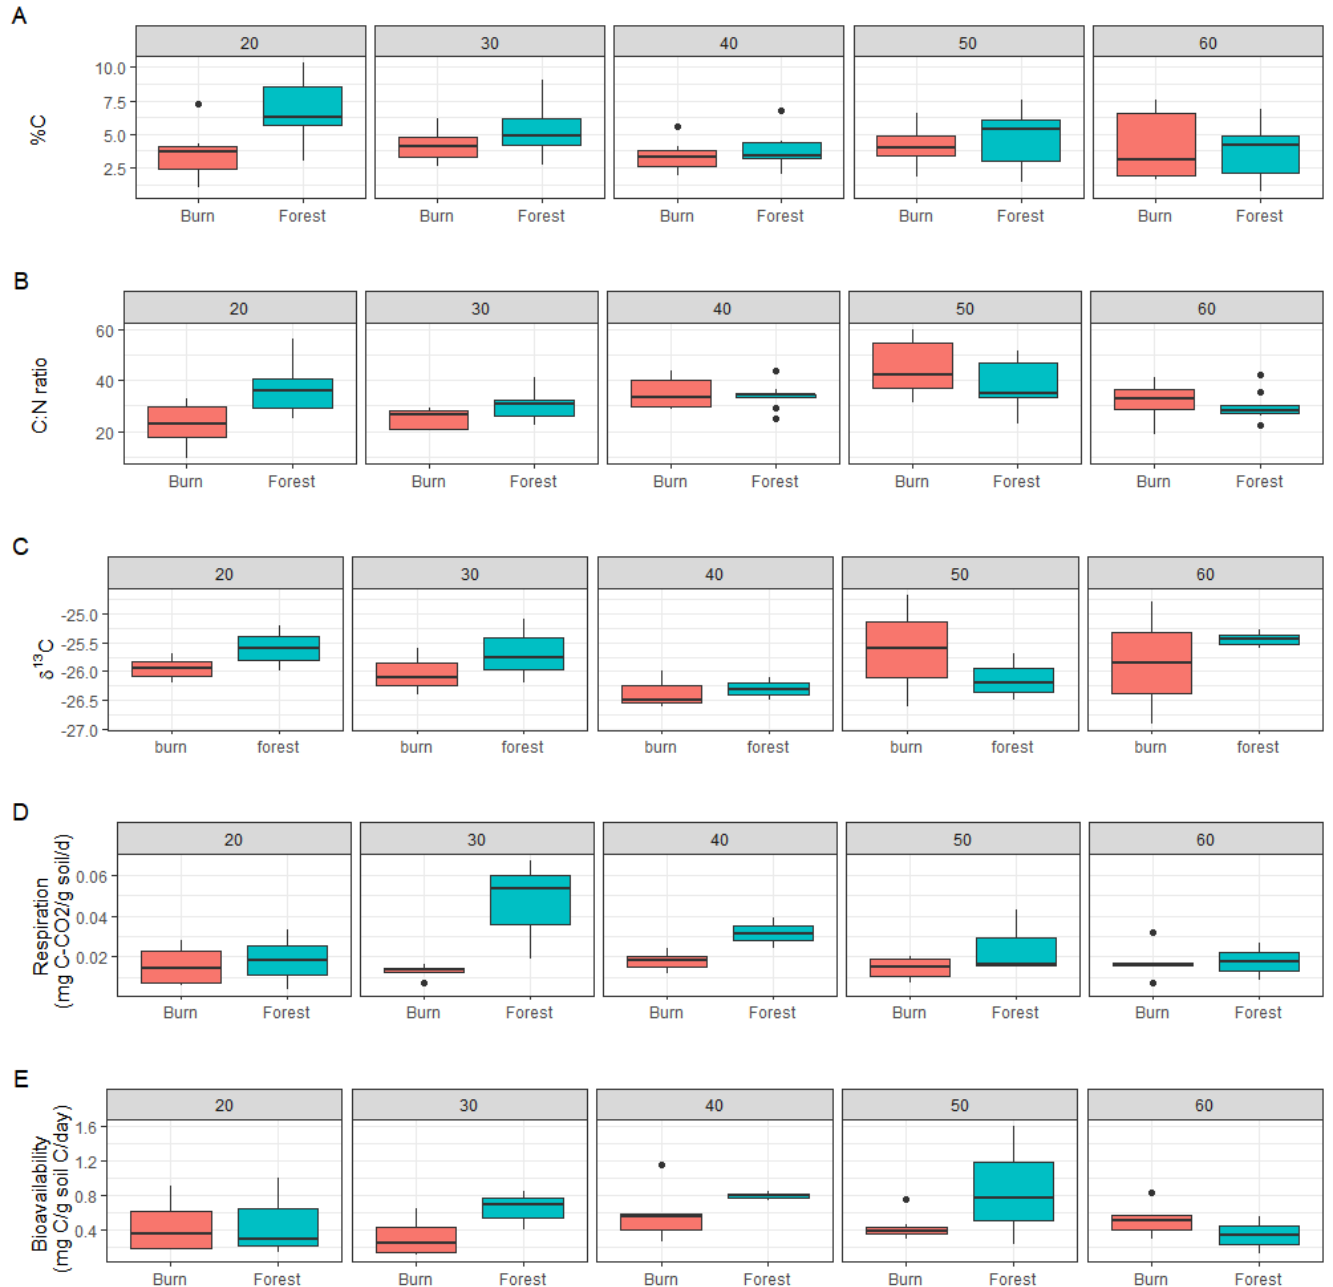 A
20 30 40 50 60
%C
10.0
7.5
5.0
2.5
Burn Forest Burn Forest Burn Forest Burn Forest Burn Forest
B
20 30 40 50 60
C:N ratio
60
40
20
Burn Forest Burn Forest Burn Forest Burn Forest Burn Forest
C
20 30 40 50 60
δ¹³C
-25.0
-25.5
-26.0
-26.5
-27.0
burn forest burn forest burn forest burn forest burn forest
D
20 30 40 50 60
Respiration
(mg C-CO2/g soil/d)
0.06
0.04
0.02
Burn Forest Burn Forest Burn Forest Burn Forest Burn Forest
E
20 30 40 50 60
Bioavailability
(mg C/g soil C/day)
1.6
1.2
0.8
0.4
Burn Forest Burn Forest Burn Forest Burn Forest Burn Forest